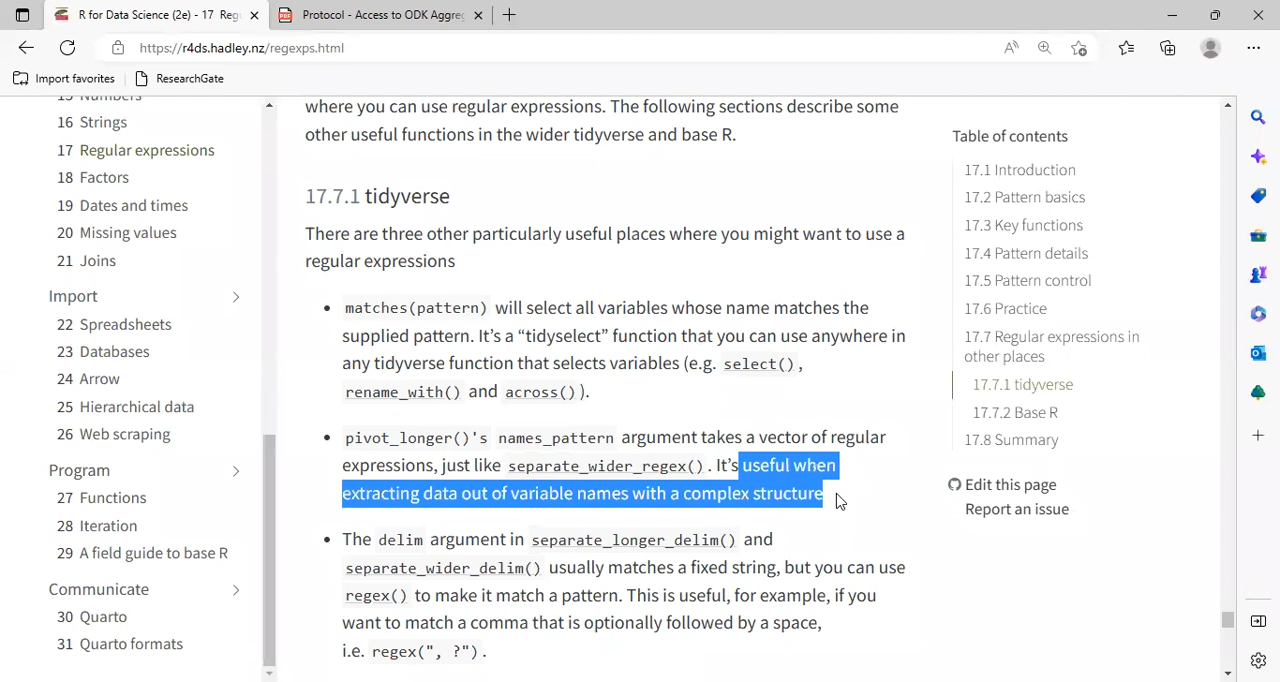 R for Data Science (2e) - 17 Reg
Protocol - Access to ODK Aggreg
https://r4ds.hadley.nz/regexps.html
Import favorites
ResearchGate
15 Numbers
16 Strings
17 Regular expressions
18 Factors
19 Dates and times
20 Missing values
21 Joins
Import
22 Spreadsheets
23 Databases
24 Arrow
25 Hierarchical data
26 Web scraping
Program
27 Functions
28 Iteration
29 A field guide to base R
Communicate
30 Quarto
31 Quarto formats
where you can use regular expressions. The following sections describe some
other useful functions in the wider tidyverse and base R.
17.7.1 tidyverse
There are three other particularly useful places where you might want to use a
regular expressions
• matches(pattern) will select all variables whose name matches the
supplied pattern. It’s a “tidyselect” function that you can use anywhere in
any tidyverse function that selects variables (e.g. select(),
rename_with() and across()).
• pivot_longer()'s names_pattern argument takes a vector of regular
expressions, just like separate_wider_regex(). It’s useful when
extracting data out of variable names with a complex structure
• The delim argument in separate_longer_delim() and
separate_wider_delim() usually matches a fixed string, but you can use
regex() to make it match a pattern. This is useful, for example, if you
want to match a comma that is optionally followed by a space,
i.e. regex(", ?").
Table of contents
17.1 Introduction
17.2 Pattern basics
17.3 Key functions
17.4 Pattern details
17.5 Pattern control
17.6 Practice
17.7 Regular expressions in
other places
17.7.1 tidyverse
17.7.2 Base R
17.8 Summary
Edit this page
Report an issue